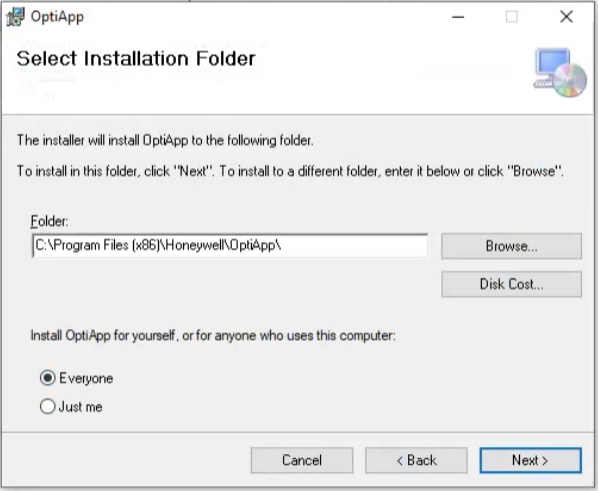 OptiApp
Select Installation Folder
The installer will install OptiApp to the following folder.
To install in this folder, click "Next". To install to a different folder, enter it below or click "Browse".
Folder:
C:\Program Files (x86)\Honeywell\OptiApp\
Browse...
Disk Cost...
Install OptiApp for yourself, or for anyone who uses this computer:
Everyone
Just me
Cancel
< Back
Next >